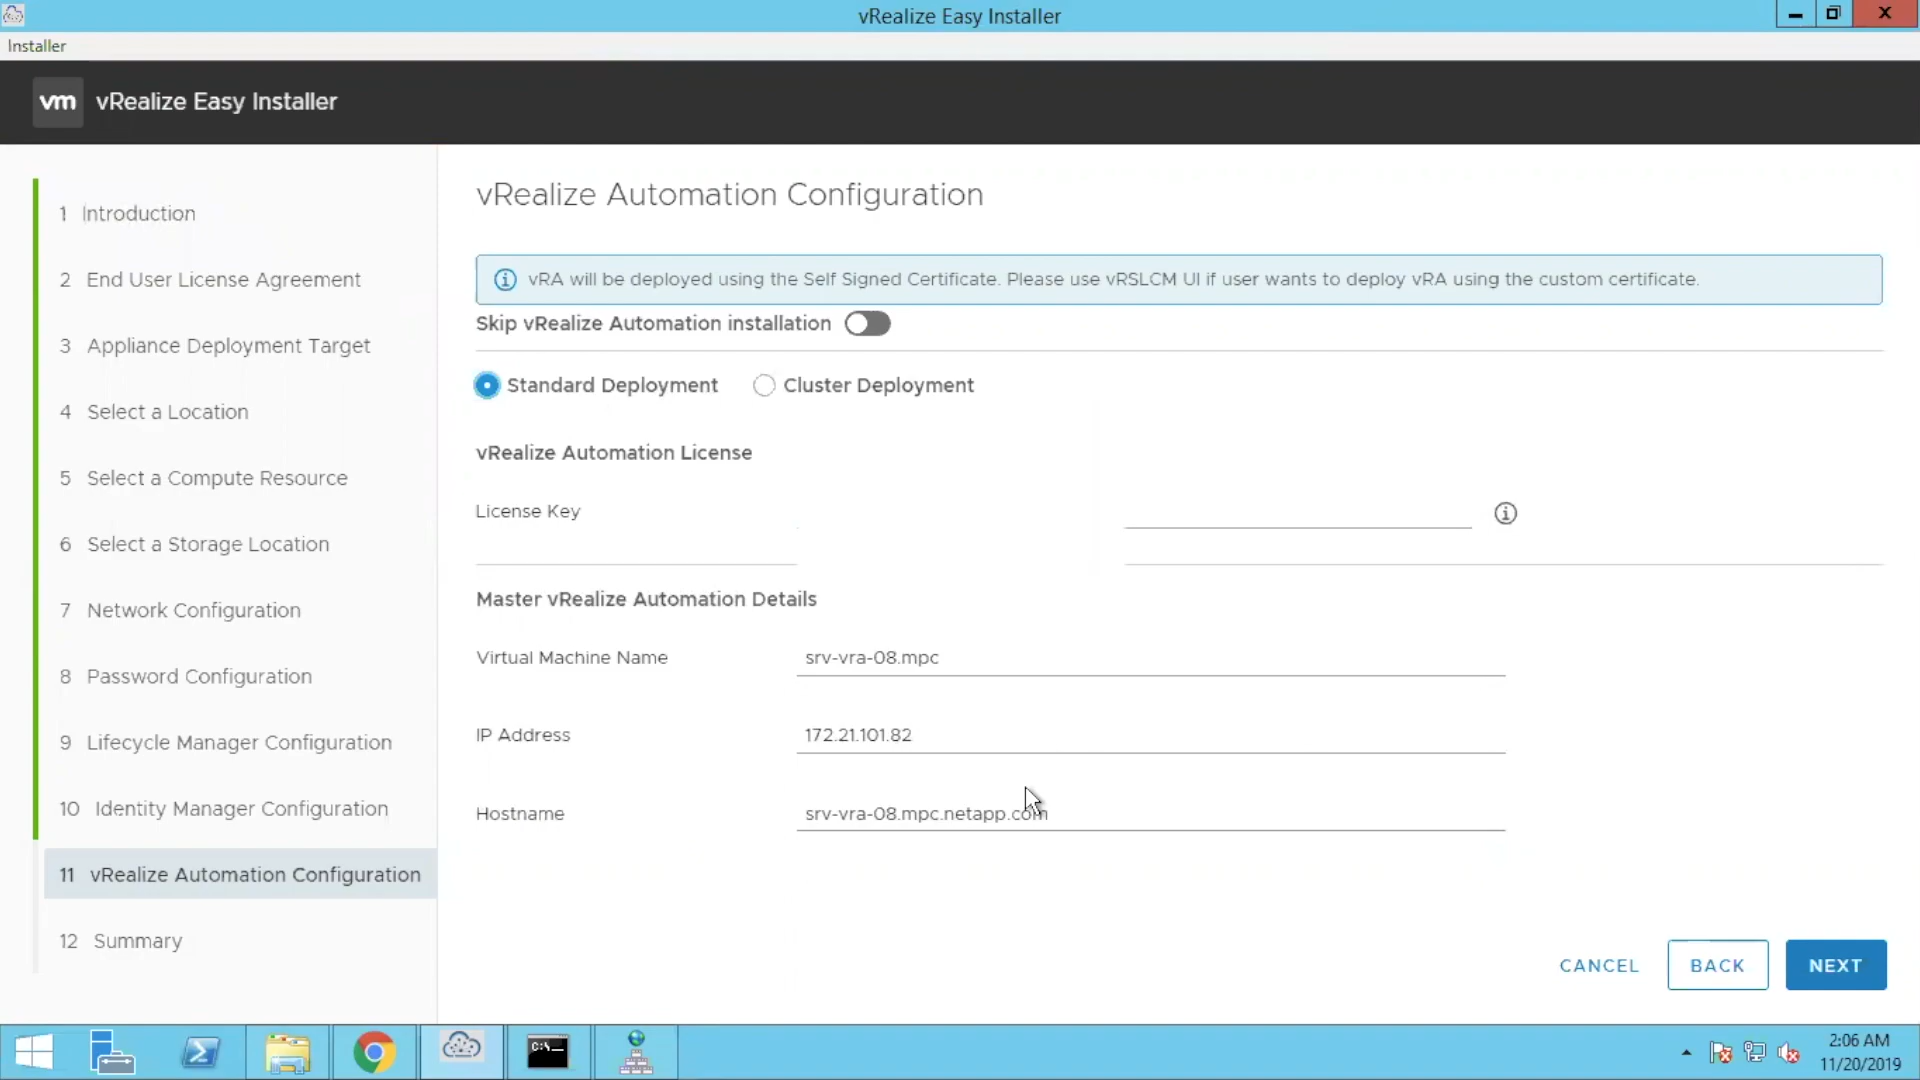 vRealize Easy Installer
Installer
vm vRealize Easy Installer
1 Introduction
2 End User License Agreement
3 Appliance Deployment Target
4 Select a Location
5 Select a Compute Resource
6 Select a Storage Location
7 Network Configuration
8 Password Configuration
9 Lifecycle Manager Configuration
10 Identity Manager Configuration
11 vRealize Automation Configuration
12 Summary
vRealize Automation Configuration
vRA will be deployed using the Self Signed Certificate. Please use vRSLCM UI if user wants to deploy vRA using the custom certificate.
Skip vRealize Automation installation
Standard Deployment Cluster Deployment
vRealize Automation License
License Key
Master vRealize Automation Details
Virtual Machine Name srv-vra-08.mpc
IP Address 172.21.101.82
Hostname srv-vra-08.mpc.netapp.com
CANCEL BACK NEXT
C:\
2:06 AM
11/20/2019